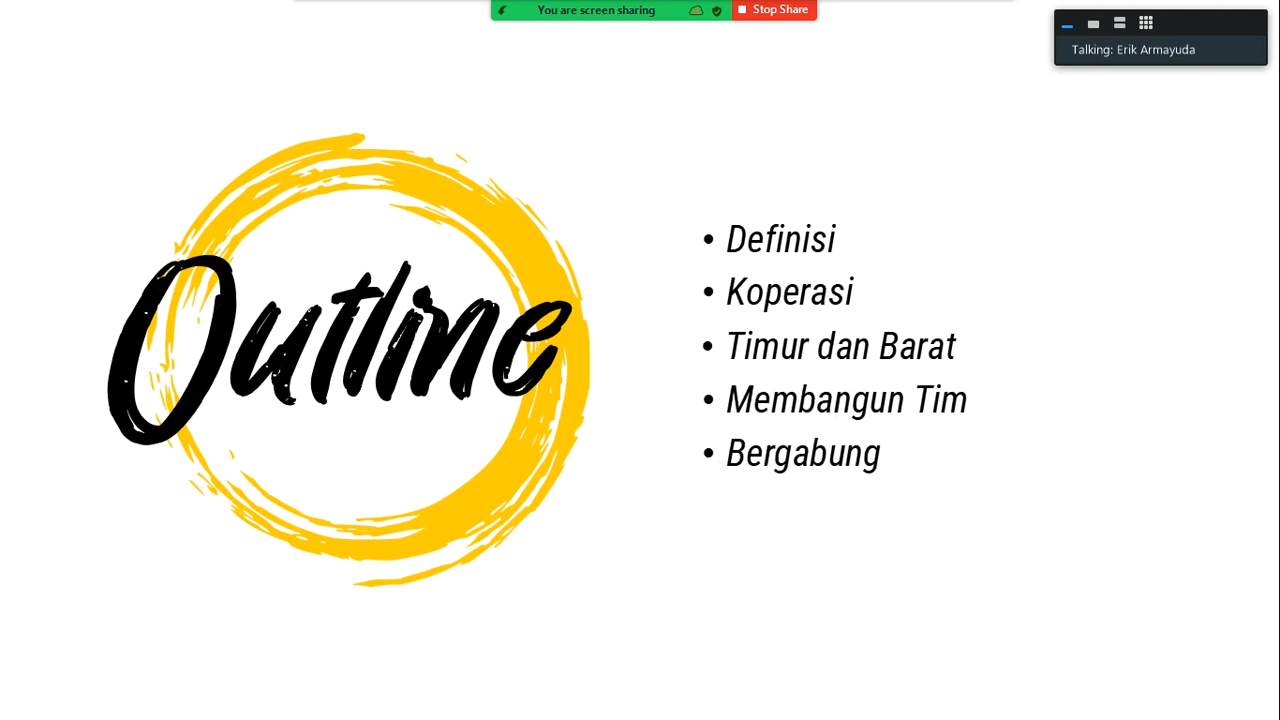 You are screen sharing
Stop Share
Talking: Erik Armayuda
Outline
• Definisi
• Koperasi
• Timur dan Barat
• Membangun Tim
• Bergabung